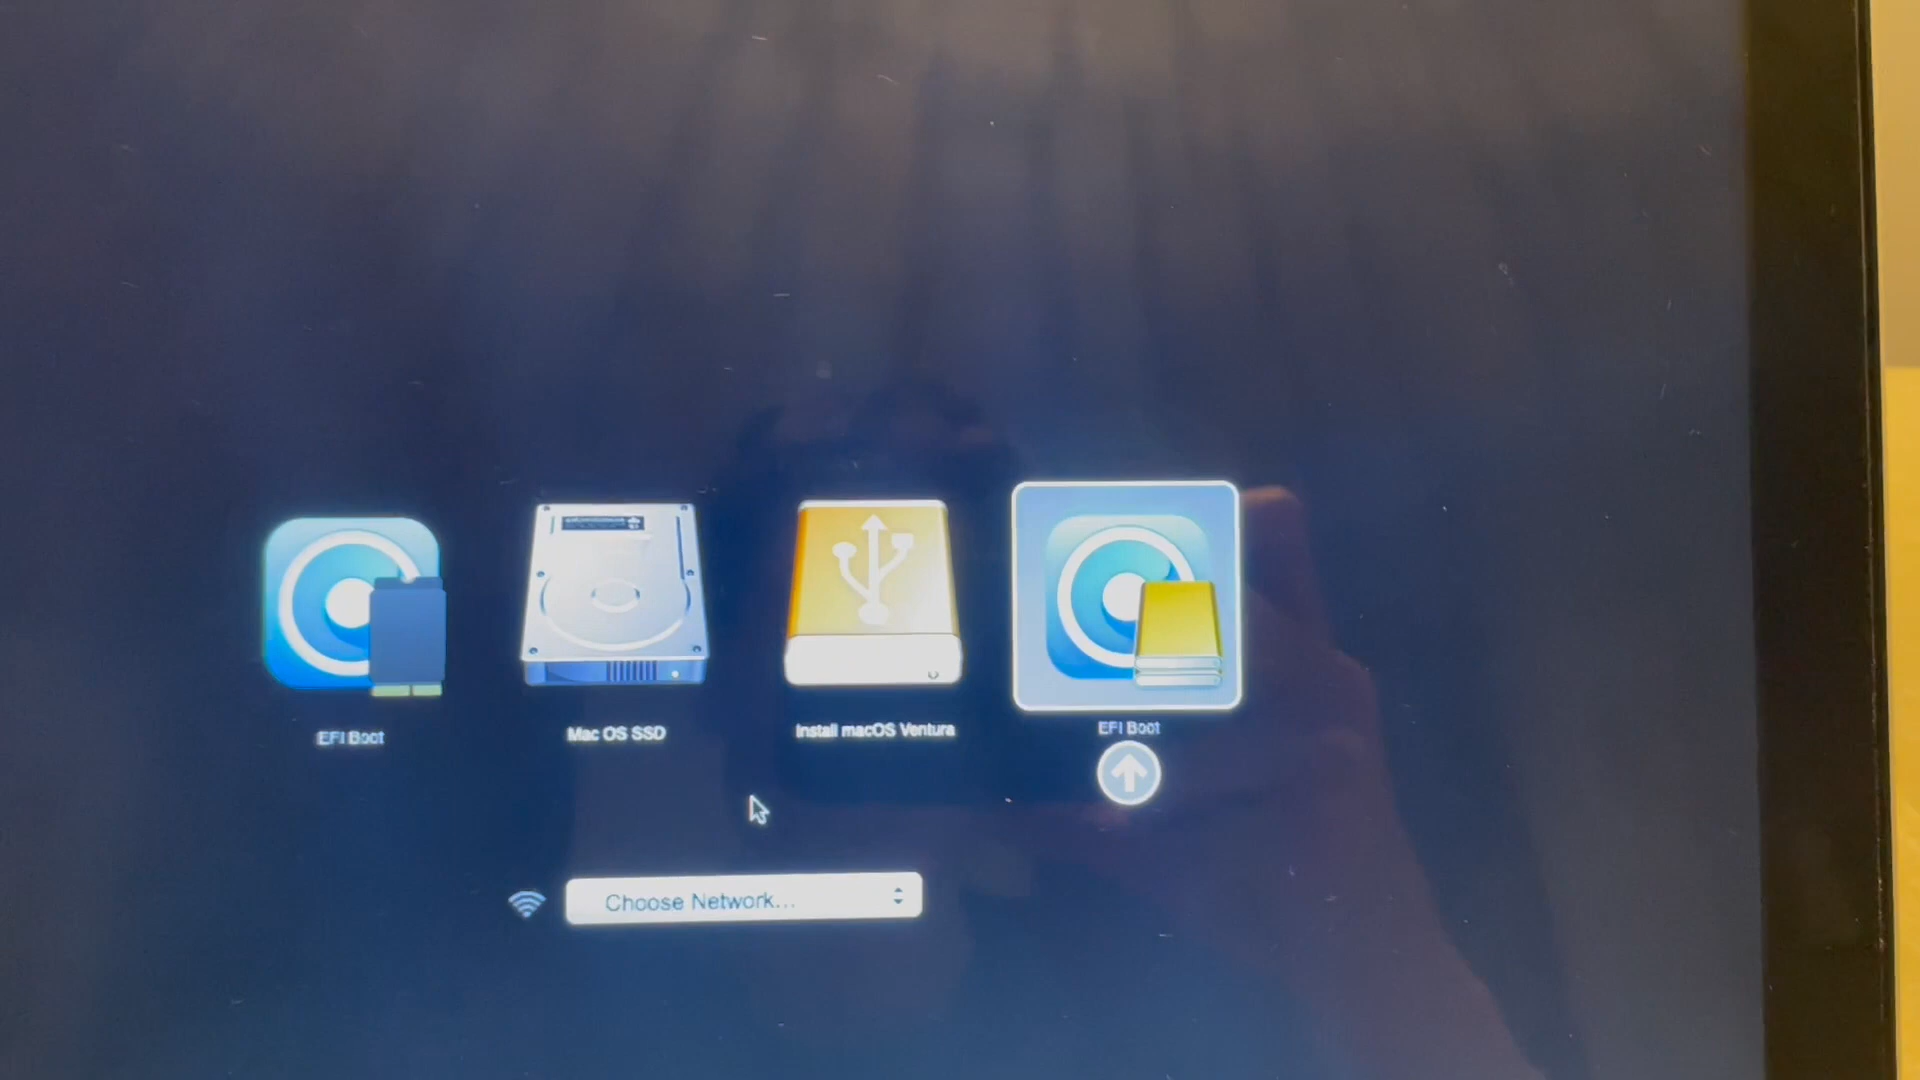 EFI Boot
Mac OS SSD
Install macOS Ventura
EFI Boot
Choose Network...